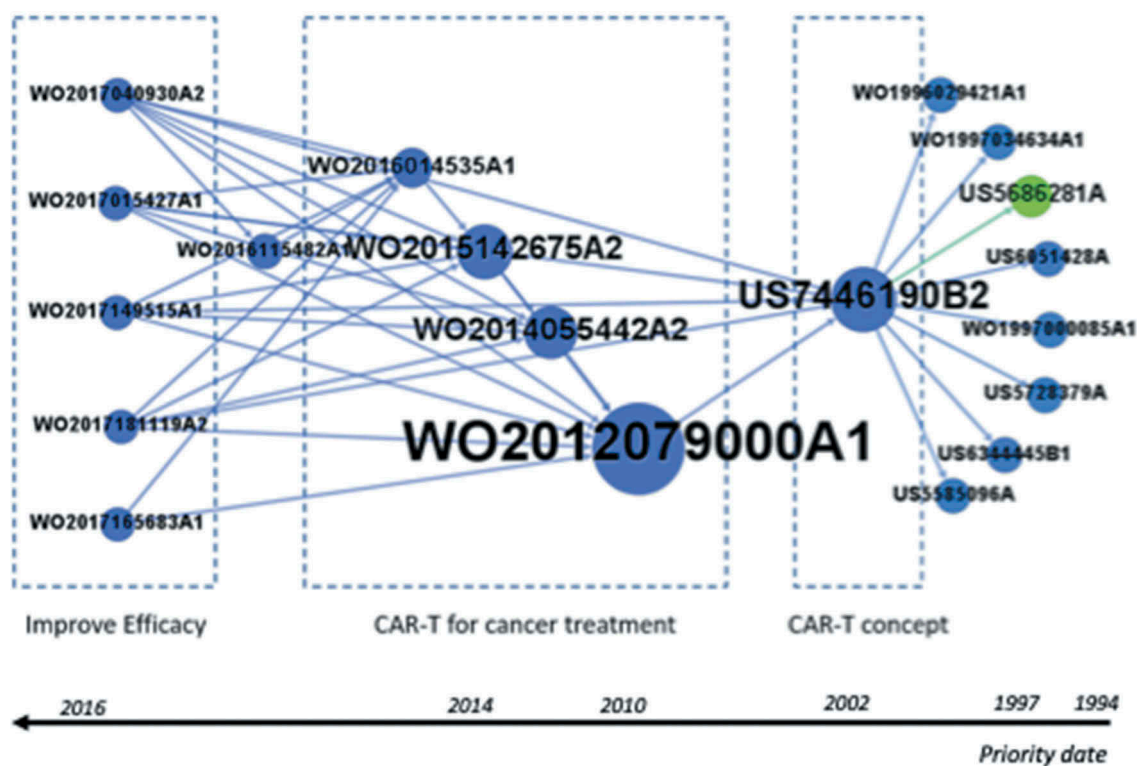 WO2017040930A2
WO1996029421A1
WO1997034634A1
WO2016014535A1
US5686281A
WO2017015427A1
WO2016115482A1
WO2015142675A2
US6051428A
US7446190B2
WO2017149515A1
WO2014055442A2
WO1997000085A1
US5728379A
WO2017181119A2
WO2012079000A1
US6344445B1
US5585096A
WO2017165683A1
Improve Efficacy
CAR-T for cancer treatment
CAR-T concept
2016
2014
2010
2002
1997
1994
Priority date